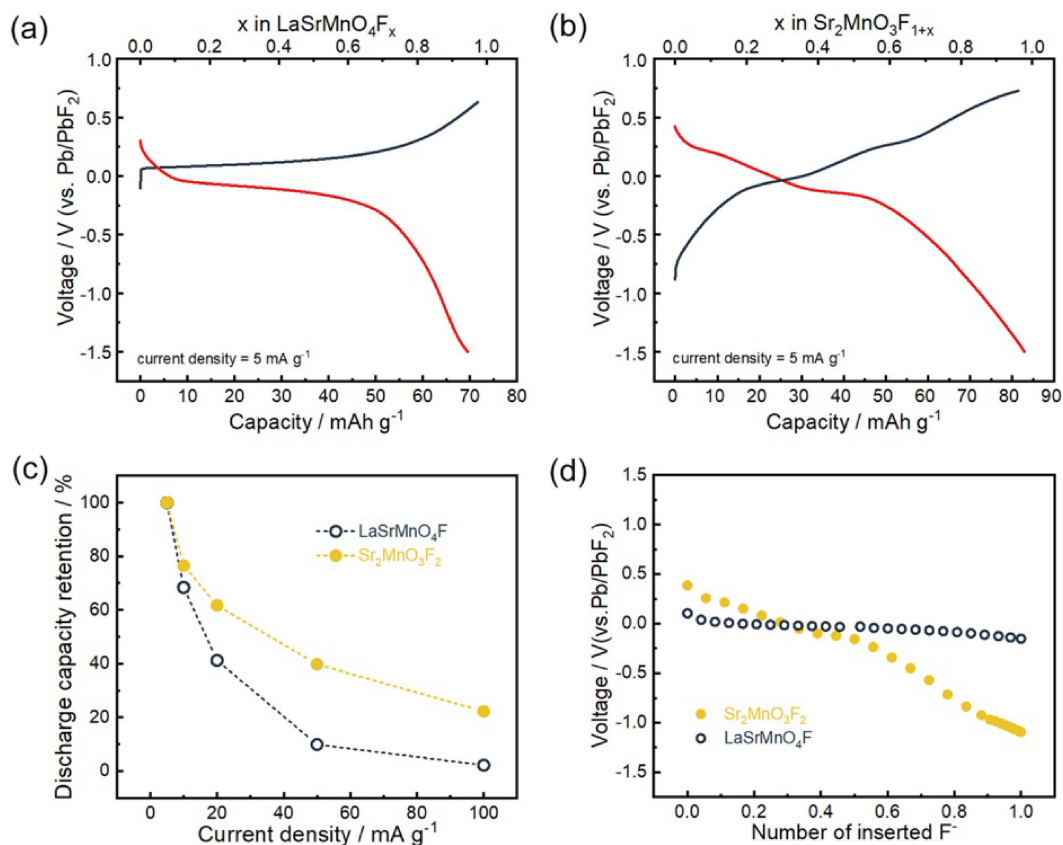 (a)
x in LaSrMnO₄Fₓ
0.0 0.2 0.4 0.6 0.8 1.0
Voltage / V (vs. Pb/PbF₂)
1.0
0.5
0.0
-0.5
-1.0
-1.5
current density = 5 mA g⁻¹
0 10 20 30 40 50 60 70 80
Capacity / mAh g⁻¹
(b)
x in Sr₂MnO₃F₁₊ₓ
0.0 0.2 0.4 0.6 0.8 1.0
Voltage / V (vs. Pb/PbF₂)
1.0
0.5
0.0
-0.5
-1.0
-1.5
current density = 5 mA g⁻¹
0 10 20 30 40 50 60 70 80 90
Capacity / mAh g⁻¹
(c)
Discharge capacity retention / %
100
80
60
40
20
0
LaSrMnO₄F
Sr₂MnO₃F₂
0 20 40 60 80 100
Current density / mA g⁻¹
(d)
Voltage / V(vs.Pb/PbF₂)
1.5
1.0
0.5
0.0
-0.5
-1.0
-1.5
Sr₂MnO₃F₂
LaSrMnO₄F
0.0 0.2 0.4 0.6 0.8 1.0
Number of inserted F⁻